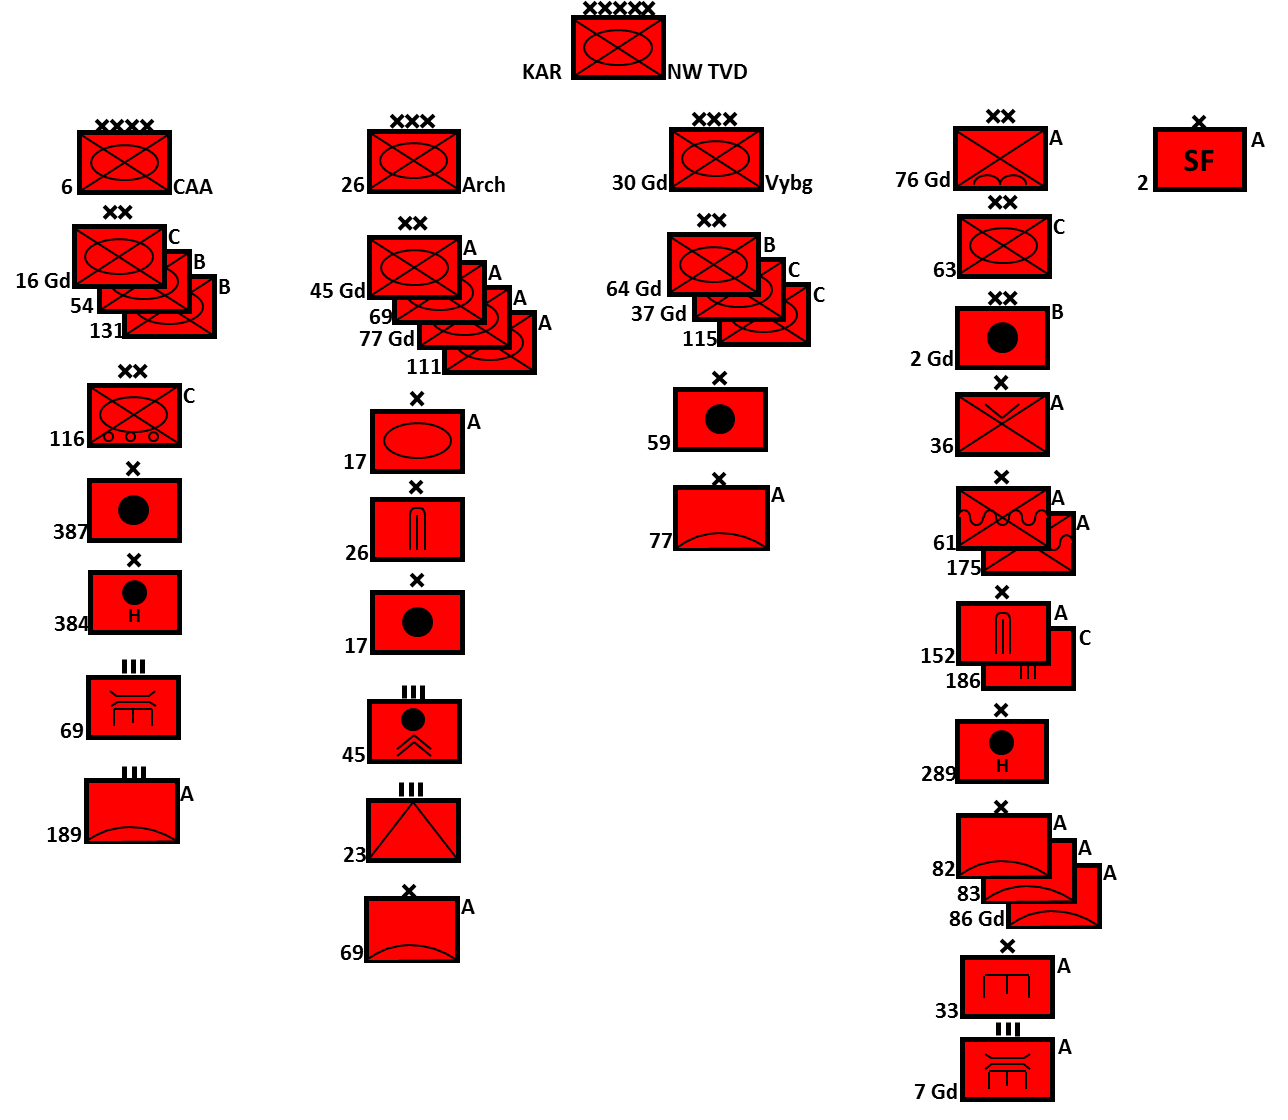 KAR NW TVD
6 CAA
16 Gd C
54 B
131 B
116 C
387
384 H
69
189 A
26 Arch
45 Gd A
69 A
77 Gd A
111 A
17 A
26
17
45
23
69 A
30 Gd Vybg
64 Gd B
37 Gd C
115 C
59
77 A
76 Gd A
63 C
2 Gd B
36 A
61 A
175 A
152 A
186 C
289 H
82 A
83 A
86 Gd A
33 A
7 Gd A
2 SF A